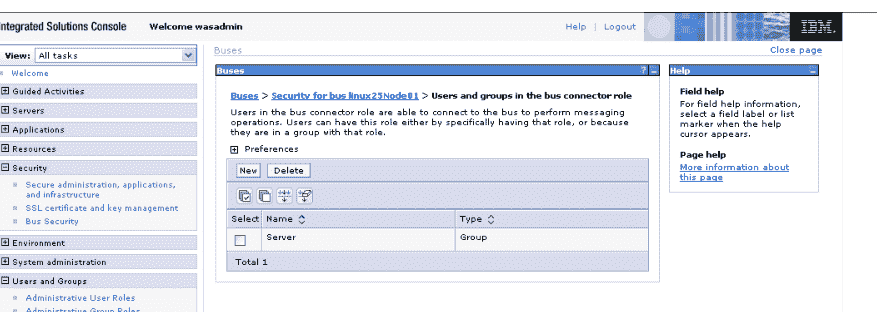 Integrated Solutions Console Welcome wasadmin Help | Logout IBM.
View: All tasks
Buses Close page
Welcome
Guided Activities
Servers
Applications
Resources
Security
Secure administration, applications,
and infrastructure
SSL certificate and key management
Bus Security
Environment
System administration
Users and Groups
Administrative User Roles
Administrative Group Roles
Buses ?
Buses > Security for bus linux25Node01 > Users and groups in the bus connector role
Users in the bus connector role are able to connect to the bus to perform messaging
operations. Users can have this role either by specifically having that role, or because
they are in a group with that role.
Preferences
New Delete
Select Name Type
Server Group
Total 1
Help
Field help
For field help information,
select a field label or list
marker when the help
cursor appears.
Page help
More information about
this page